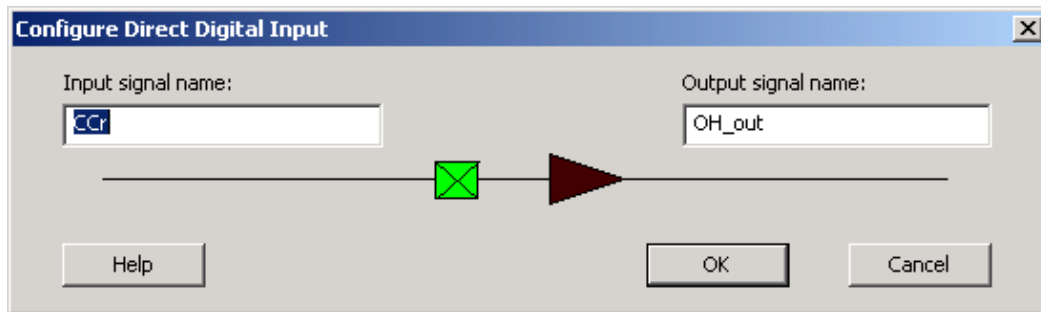 Configure Direct Digital Input
Input signal name:
Output signal name:
CCr
OH_out
Help
OK
Cancel